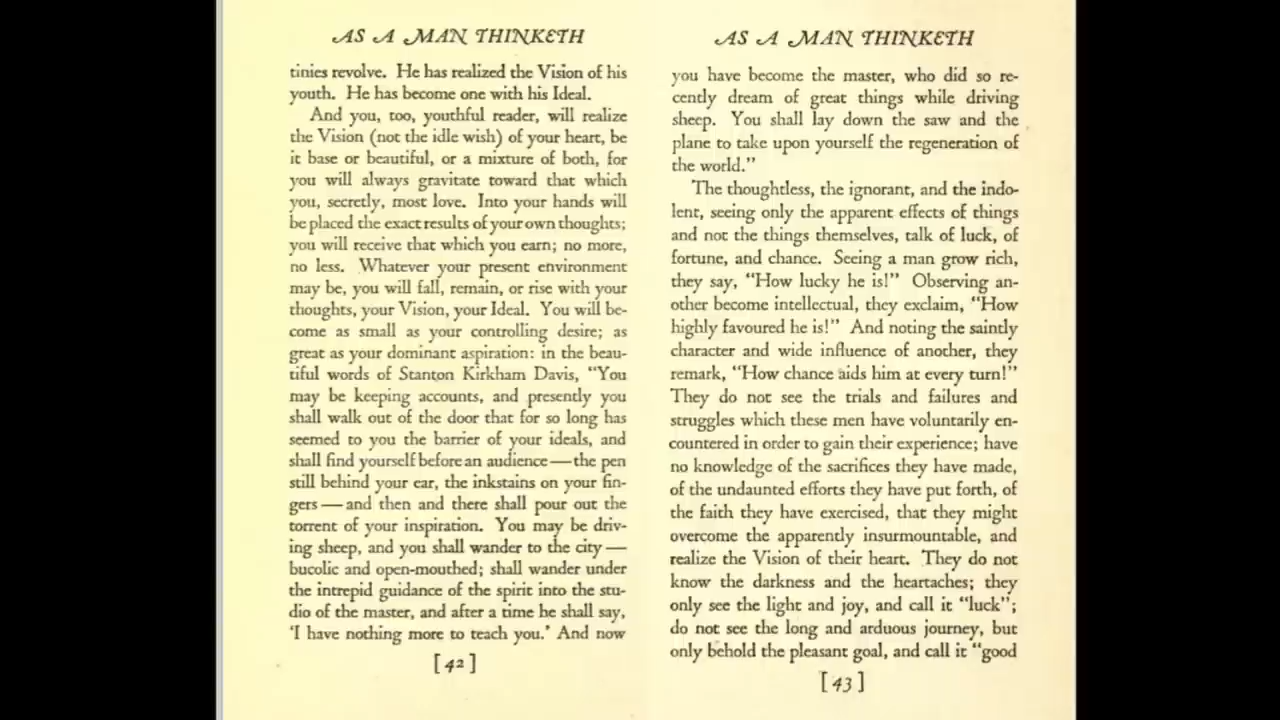 AS A MAN THINKETH
tinies revolve. He has realized the Vision of his
youth. He has become one with his Ideal.
And you, too, youthful reader, will realize
the Vision (not the idle wish) of your heart, be
it base or beautiful, or a mixture of both, for
you will always gravitate toward that which
you, secretly, most love. Into your hands will
be placed the exact results of your own thoughts;
you will receive that which you earn; no more,
no less. Whatever your present environment
may be, you will fall, remain, or rise with your
thoughts, your Vision, your Ideal. You will be-
come as small as your controlling desire; as
great as your dominant aspiration: in the beau-
tiful words of Stanton Kirkham Davis, “You
may be keeping accounts, and presently you
shall walk out of the door that for so long has
seemed to you the barrier of your ideals, and
shall find yourself before an audience—the pen
still behind your ear, the inkstains on your fin-
gers—and then and there shall pour out the
torrent of your inspiration. You may be driv-
ing sheep, and you shall wander to the city—
bucolic and open-mouthed; shall wander under
the intrepid guidance of the spirit into the stu-
dio of the master, and after a time he shall say,
‘I have nothing more to teach you.’ And now
[42]
AS A MAN THINKETH
you have become the master, who did so re-
cently dream of great things while driving
sheep. You shall lay down the saw and the
plane to take upon yourself the regeneration of
the world.”
The thoughtless, the ignorant, and the indo-
lent, seeing only the apparent effects of things
and not the things themselves, talk of luck, of
fortune, and chance. Seeing a man grow rich,
they say, “How lucky he is!” Observing an-
other become intellectual, they exclaim, “How
highly favoured he is!” And noting the saintly
character and wide influence of another, they
remark, “How chance aids him at every turn!”
They do not see the trials and failures and
struggles which these men have voluntarily en-
countered in order to gain their experience; have
no knowledge of the sacrifices they have made,
of the undaunted efforts they have put forth, of
the faith they have exercised, that they might
overcome the apparently insurmountable, and
realize the Vision of their heart. They do not
know the darkness and the heartaches; they
only see the light and joy, and call it “luck”;
do not see the long and arduous journey, but
only behold the pleasant goal, and call it “good
[43]